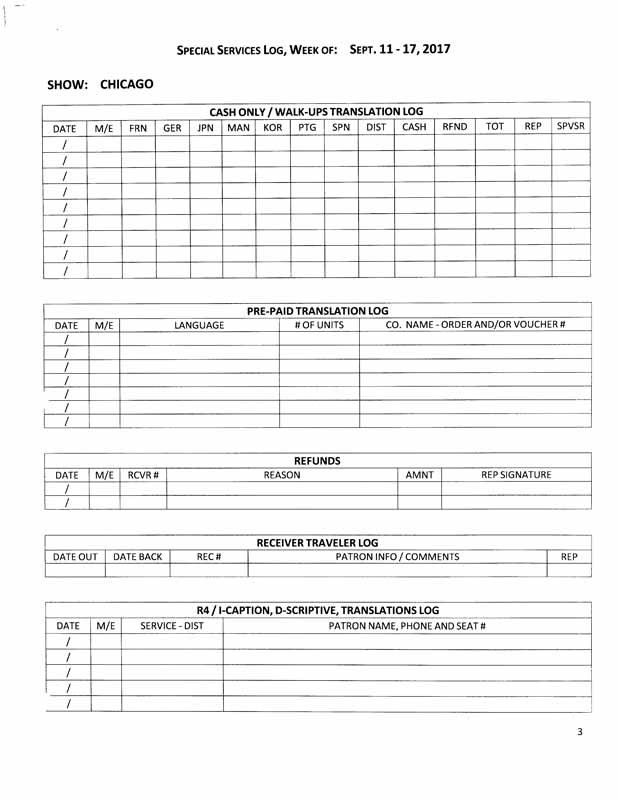 SPECIAL SERVICES LOG, WEEK OF: SEPT. 11 - 17, 2017
SHOW: CHICAGO
CASH ONLY / WALK-UPS TRANSLATION LOG
DATE M/E FRN GER JPN MAN KOR PTG SPN DIST CASH RFND TOT REP SPVSR
/
/
/
/
/
/
/
/
/
PRE-PAID TRANSLATION LOG
DATE M/E LANGUAGE # OF UNITS CO. NAME - ORDER AND/OR VOUCHER #
/
/
/
/
/
/
/
REFUNDS
DATE M/E RCVR # REASON AMNT REP SIGNATURE
/
/
RECEIVER TRAVELER LOG
DATE OUT DATE BACK REC # PATRON INFO / COMMENTS REP
R4 / I-CAPTION, D-SCRIPTIVE, TRANSLATIONS LOG
DATE M/E SERVICE - DIST PATRON NAME, PHONE AND SEAT #
/
/
/
/
/
3